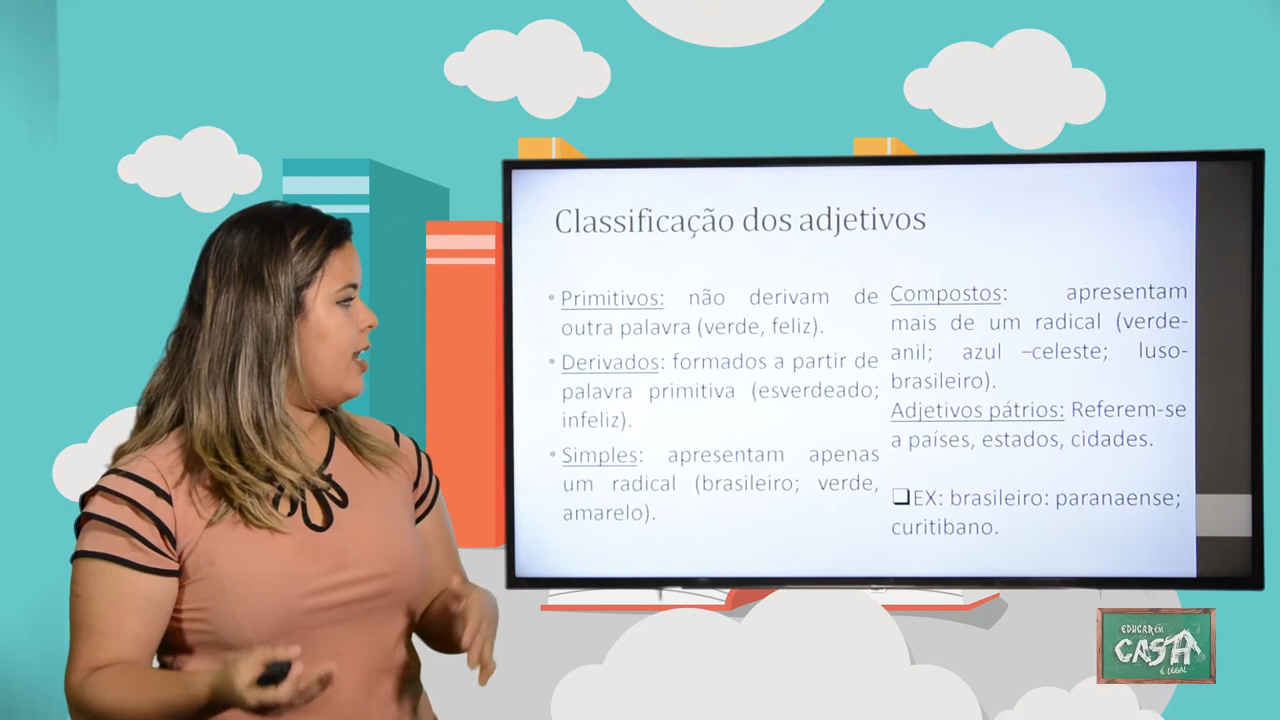 Classificação dos adjetivos
• Primitivos: não derivam de
outra palavra (verde, feliz).
• Derivados: formados a partir de
palavra primitiva (esverdeado;
infeliz).
• Simples: apresentam apenas
um radical (brasileiro; verde,
amarelo).
Compostos: apresentam
mais de um radical (verde-
anil; azul –celeste; luso-
brasileiro).
Adjetivos pátrios: Referem-se
a países, estados, cidades.
❑EX: brasileiro: paranaense;
curitibano.
EDUCAR EM
CASA
É LEGAL